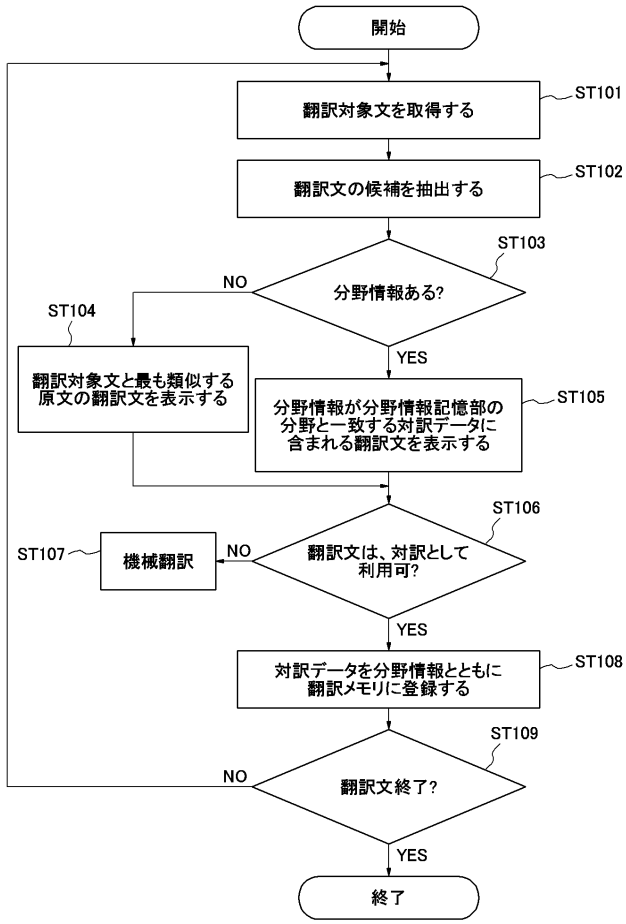 開始
翻訳対象文を取得する
ST101
翻訳文の候補を抽出する
ST102
分野情報ある?
ST103
NO
YES
ST104
翻訳対象文と最も類似する
原文の翻訳文を表示する
分野情報が分野情報記憶部の
分野と一致する対訳データに
含まれる翻訳文を表示する
ST105
翻訳文は、対訳として
利用可?
ST106
NO
ST107
機械翻訳
YES
対訳データを分野情報とともに
翻訳メモリに登録する
ST108
翻訳文終了?
ST109
NO
YES
終了